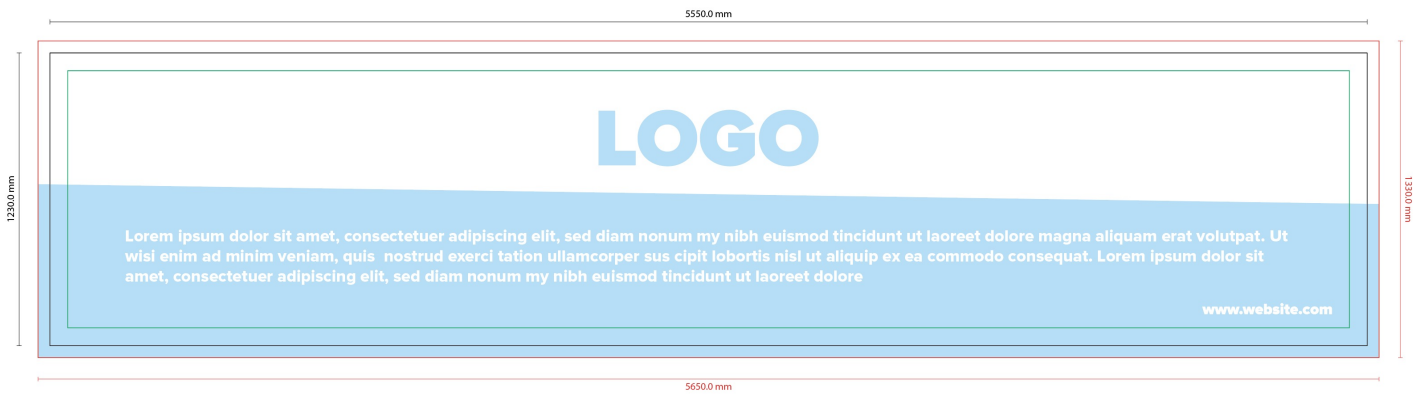 5550.0 mm
1230.0 mm
1330.0 mm
LOGO
Lorem ipsum dolor sit amet, consectetuer adipiscing elit, sed diam nonum my nibh euismod tincidunt ut laoreet dolore magna aliquam erat volutpat. Ut
wisi enim ad minim veniam, quis  nostrud exerci tation ullamcorper sus cipit lobortis nisl ut aliquip ex ea commodo consequat. Lorem ipsum dolor sit
amet, consectetuer adipiscing elit, sed diam nonum my nibh euismod tincidunt ut laoreet dolore
www.website.com
5650.0 mm